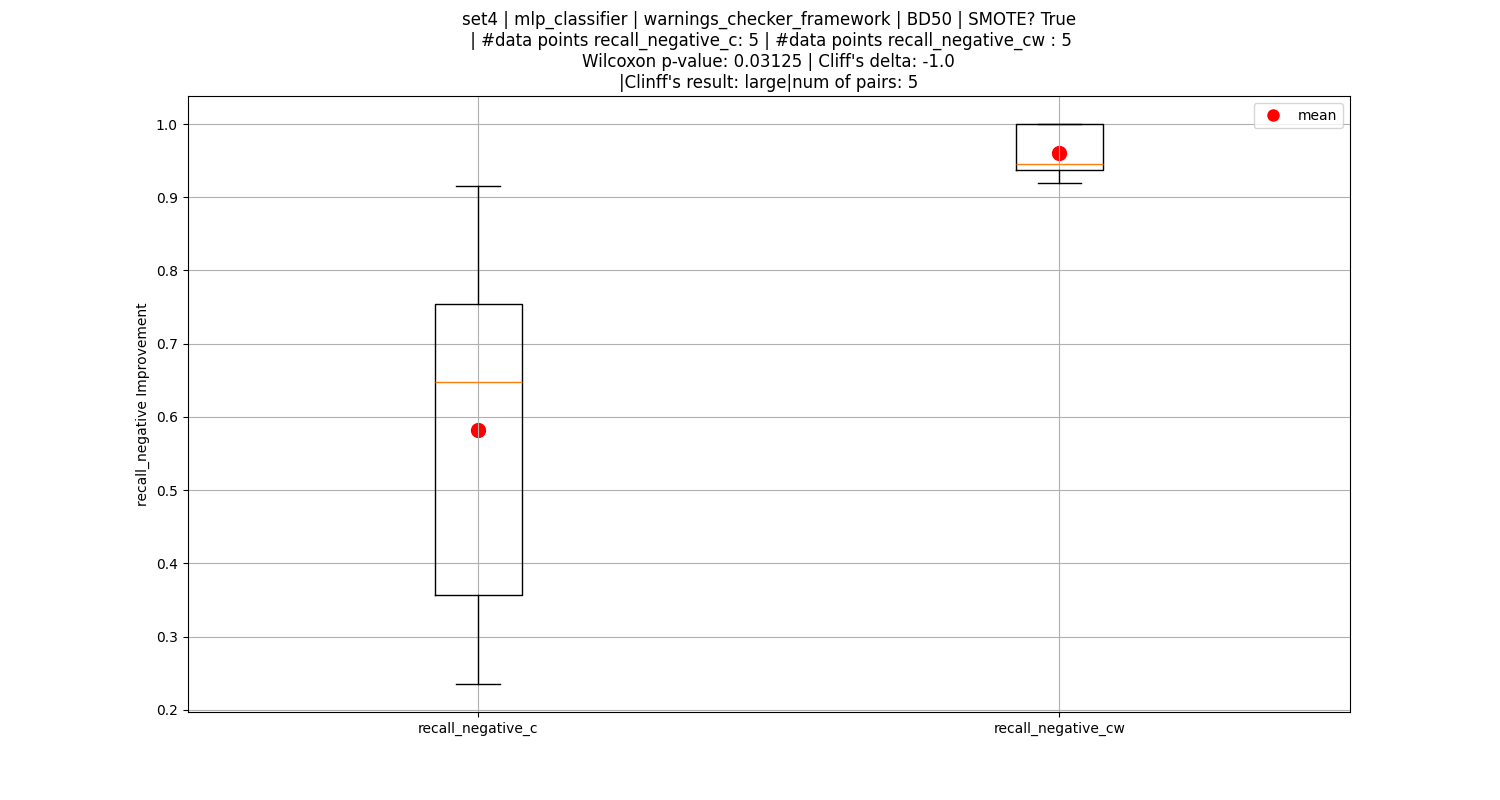 set4 | mlp_classifier | warnings_checker_framework | BD50 | SMOTE? True
| #data points recall_negative_c: 5 | #data points recall_negative_cw : 5
Wilcoxon p-value: 0.03125 | Cliff's delta: -1.0
|Clinff's result: large|num of pairs: 5
mean
1.0
0.9
0.8
0.7
0.6
0.5
0.4
0.3
0.2
recall_negative Improvement
recall_negative_c
recall_negative_cw